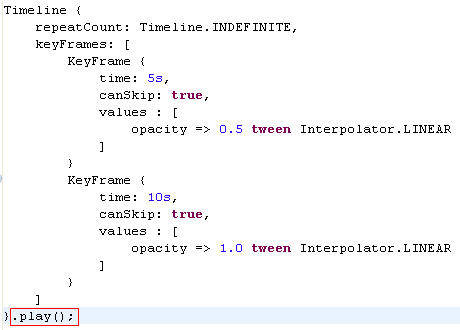 Timeline {
repeatCount: Timeline.INDEFINITE,
keyFrames: [
KeyFrame {
time: 5s,
canSkip: true,
values : [
opacity => 0.5 tween Interpolator.LINEAR
]
}
KeyFrame {
time: 10s,
canSkip: true,
values : [
opacity => 1.0 tween Interpolator.LINEAR
]
}
]
}.play();